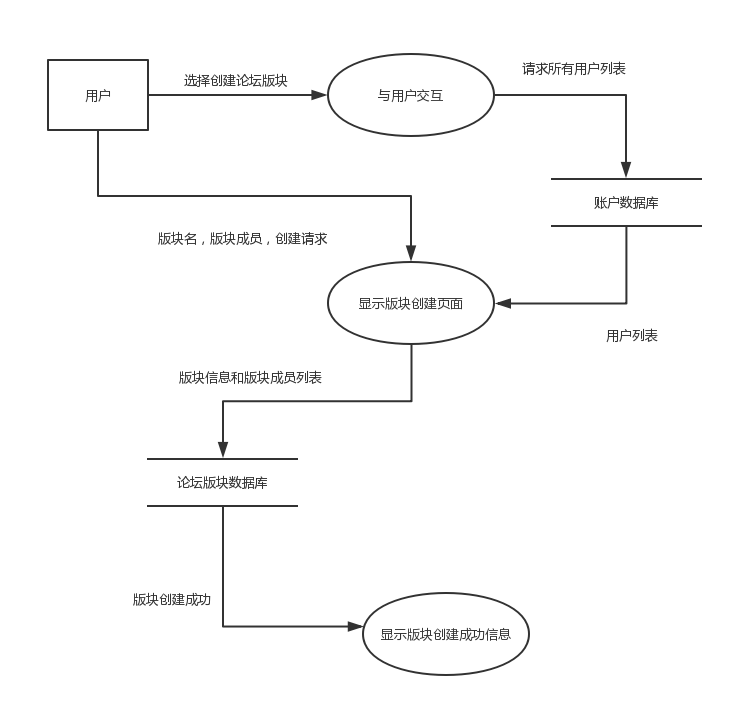 请求所有用户列表
选择创建论坛版块
用户
与用户交互
账户数据库
版块名，版块成员，创建请求
显示版块创建页面
用户列表
版块信息和版块成员列表
论坛版块数据库
版块创建成功
显示版块创建成功信息